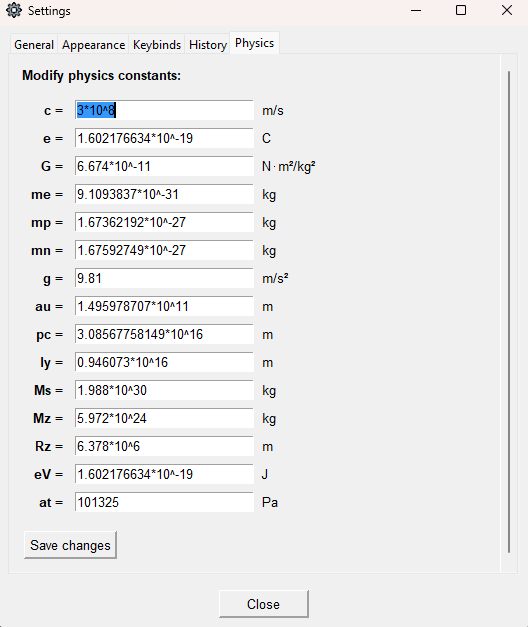 Settings
General Appearance Keybinds History Physics
Modify physics constants:
c = 3*10^8 m/s
e = 1.602176634*10^-19 C
G = 6.674*10^-11 N·m²/kg²
me = 9.1093837*10^-31 kg
mp = 1.67362192*10^-27 kg
mn = 1.67592749*10^-27 kg
g = 9.81 m/s²
au = 1.495978707*10^11 m
pc = 3.08567758149*10^16 m
ly = 0.946073*10^16 m
Ms = 1.988*10^30 kg
Mz = 5.972*10^24 kg
Rz = 6.378*10^6 m
eV = 1.602176634*10^-19 J
at = 101325 Pa
Save changes
Close